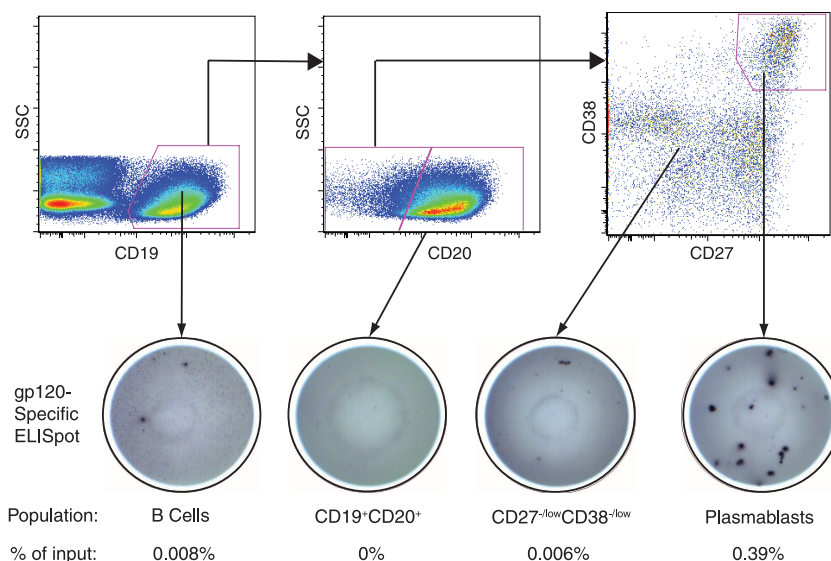 SSC
CD19
SSC
CD20
CD38
CD27
gp120-
Specific
ELISpot
Population: B Cells CD19⁺CD20⁺ CD27⁻/ˡᵒʷCD38⁻/ˡᵒʷ Plasmablasts
% of input: 0.008% 0% 0.006% 0.39%